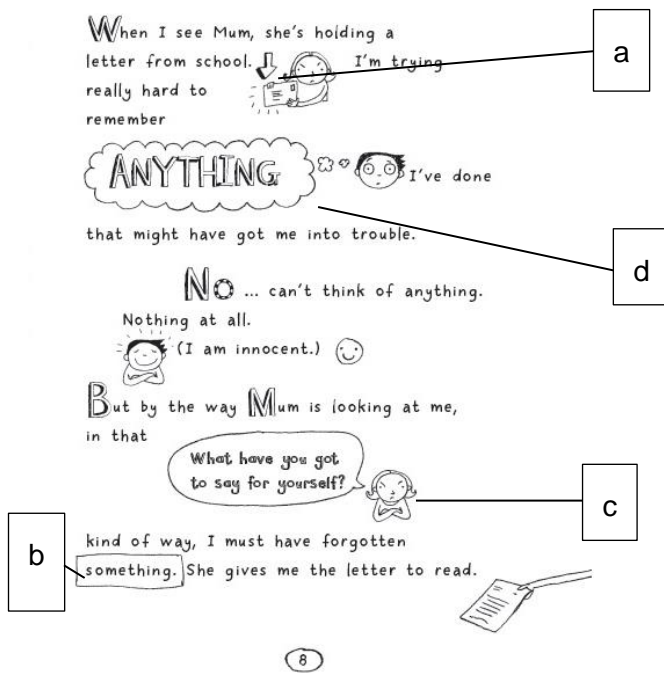 When I see Mum, she's holding a
letter from school. I'm trying
really hard to
remember
ANYTHING I've done
that might have got me into trouble.
No ... can't think of anything.
Nothing at all.
(I am innocent.)
But by the way Mum is looking at me,
in that
What have you got
to say for yourself?
kind of way, I must have forgotten
something. She gives me the letter to read.
8
a
d
c
b